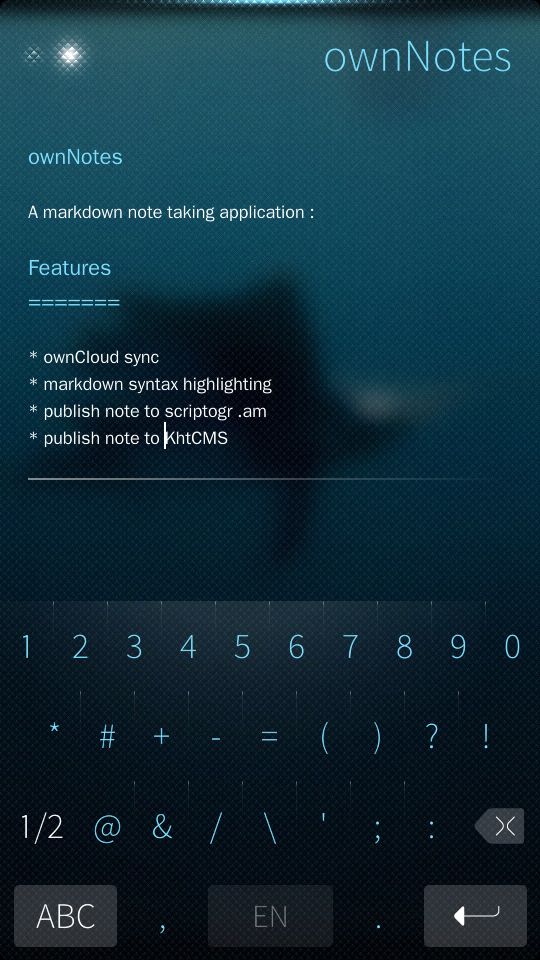 ownNotes
ownNotes
A markdown note taking application :
Features
=======
* ownCloud sync
* markdown syntax highlighting
* publish note to scriptogr .am
* publish note to KhtCMS
1 2 3 4 5 6 7 8 9 0
* # + - = ( ) ? !
1/2 @ & / \ ' ; :
ABC , EN .